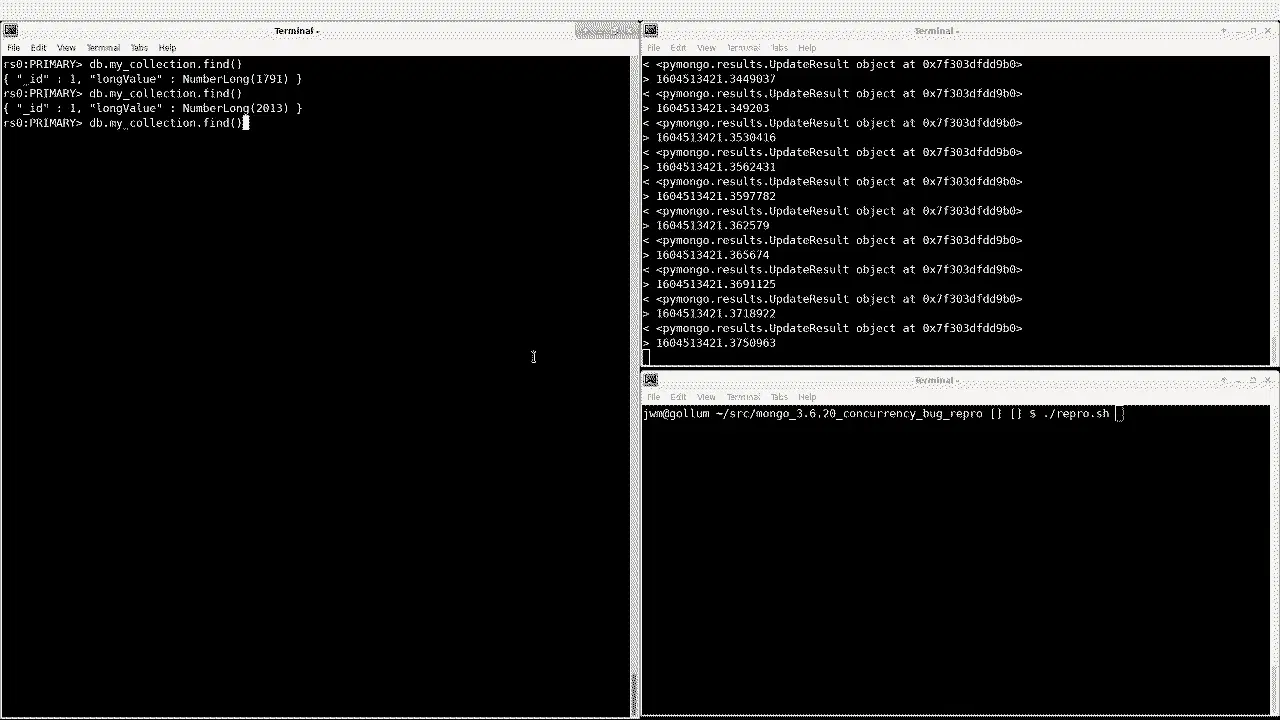 Terminal -
File Edit View Terminal Tabs Help
rs0:PRIMARY> db.my_collection.find()
{ "_id" : 1, "longValue" : NumberLong(1791) }
rs0:PRIMARY> db.my_collection.find()
{ "_id" : 1, "longValue" : NumberLong(2013) }
rs0:PRIMARY> db.my_collection.find()
Terminal -
File Edit View Terminal Tabs Help
< <pymongo.results.UpdateResult object at 0x7f303dfdd9b0>
> 1604513421.3449037
< <pymongo.results.UpdateResult object at 0x7f303dfdd9b0>
> 1604513421.349203
< <pymongo.results.UpdateResult object at 0x7f303dfdd9b0>
> 1604513421.3530416
< <pymongo.results.UpdateResult object at 0x7f303dfdd9b0>
> 1604513421.3562431
< <pymongo.results.UpdateResult object at 0x7f303dfdd9b0>
> 1604513421.3597782
< <pymongo.results.UpdateResult object at 0x7f303dfdd9b0>
> 1604513421.362579
< <pymongo.results.UpdateResult object at 0x7f303dfdd9b0>
> 1604513421.365674
< <pymongo.results.UpdateResult object at 0x7f303dfdd9b0>
> 1604513421.3691125
< <pymongo.results.UpdateResult object at 0x7f303dfdd9b0>
> 1604513421.3718922
< <pymongo.results.UpdateResult object at 0x7f303dfdd9b0>
> 1604513421.3750963
Terminal -
File Edit View Terminal Tabs Help
jwm@gollum ~/src/mongo_3.6.20_concurrency_bug_repro [] {} $ ./repro.sh